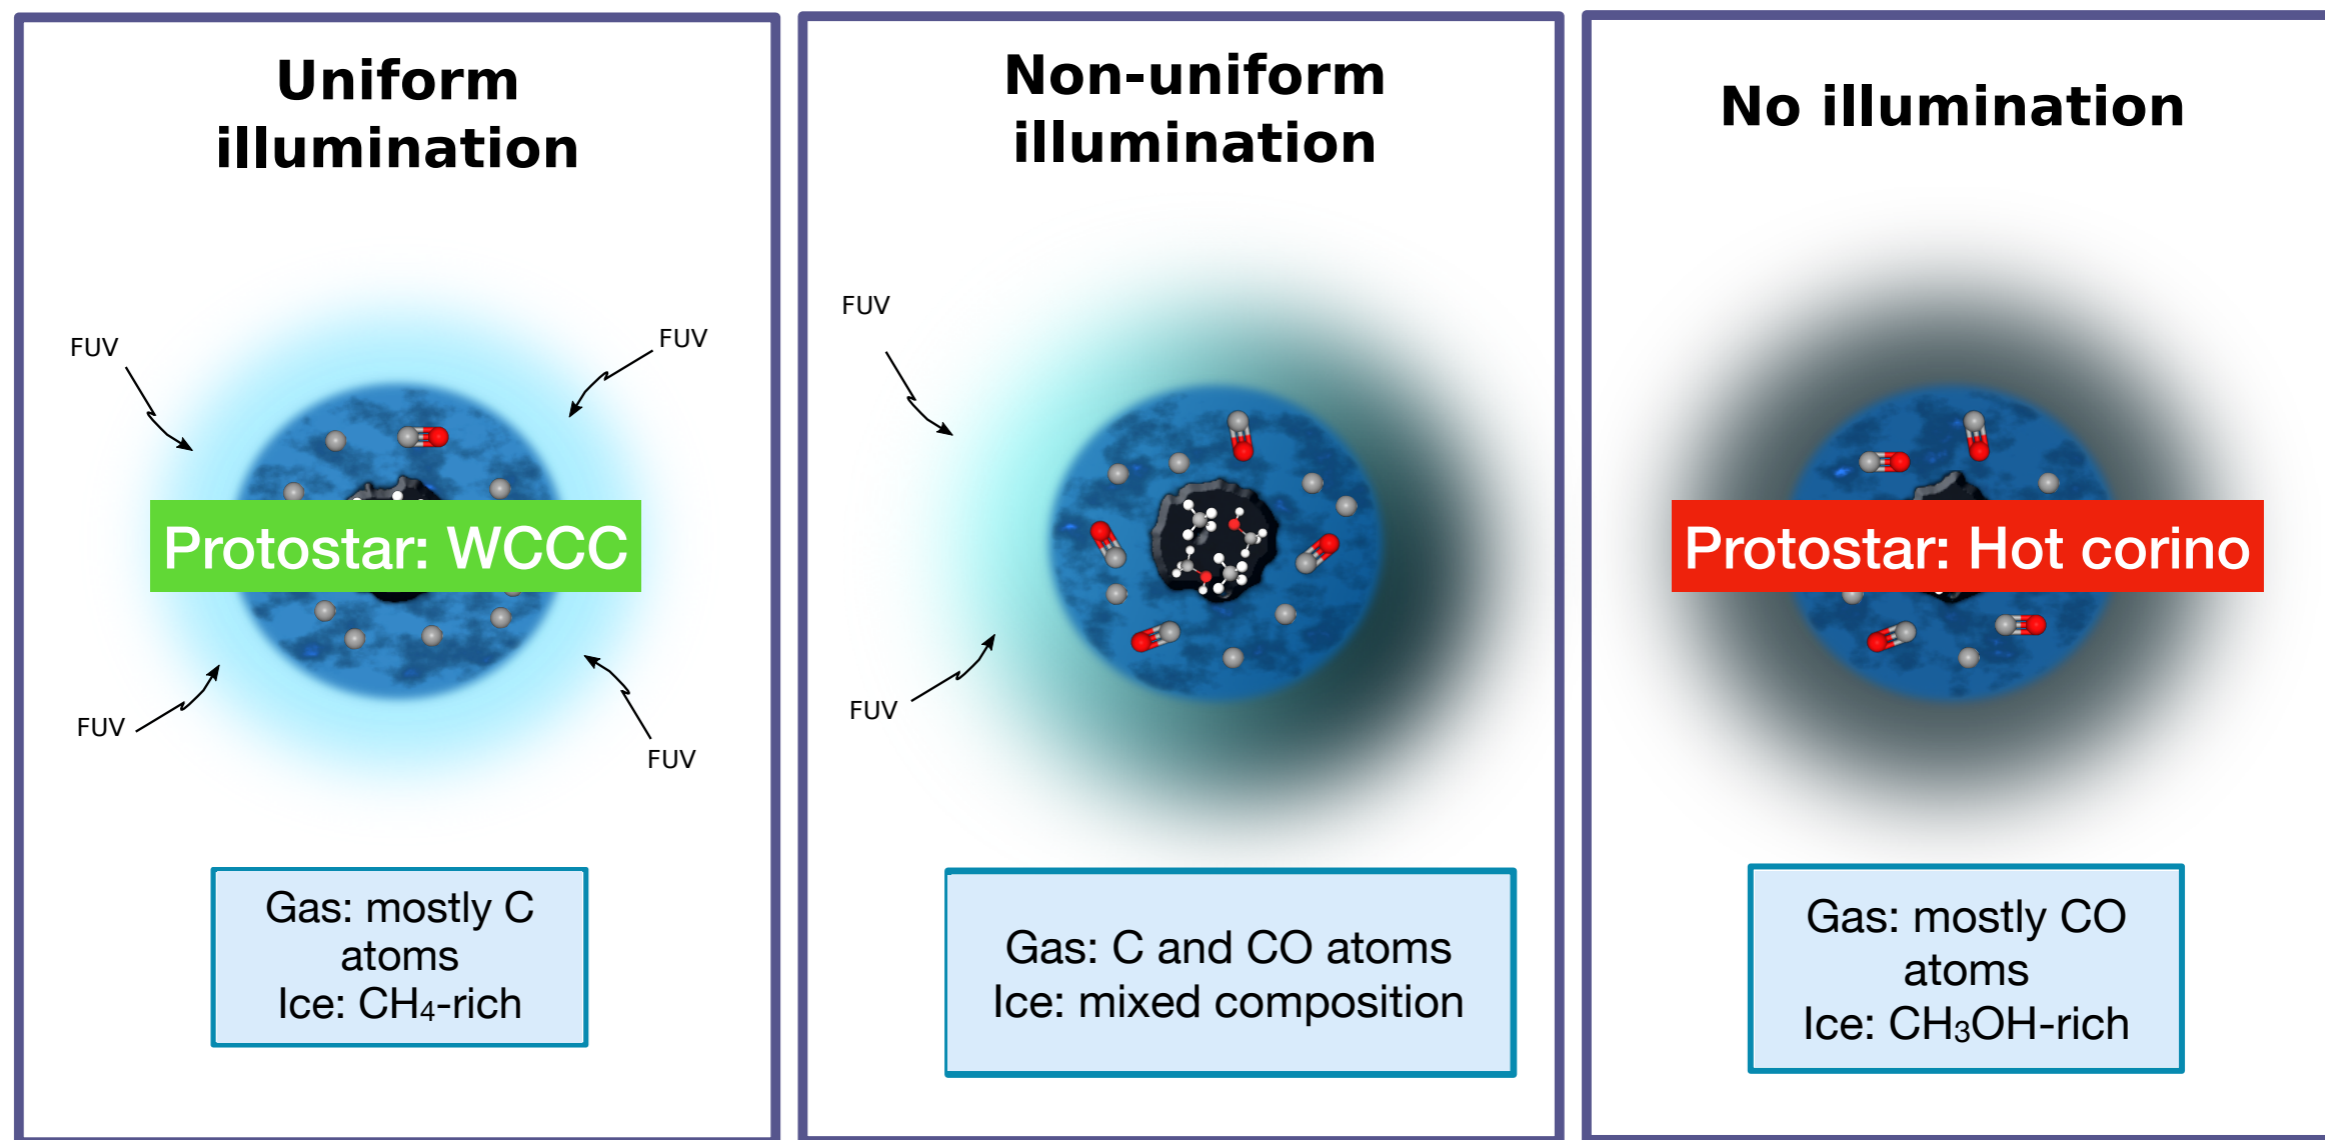 Uniform
illumination
FUV
FUV
Protostar: WCCC
FUV
FUV
Gas: mostly C
atoms
Ice: CH₄-rich
Non-uniform
illumination
FUV
FUV
Gas: C and CO atoms
Ice: mixed composition
No illumination
Protostar: Hot corino
Gas: mostly CO
atoms
Ice: CH₃OH-rich